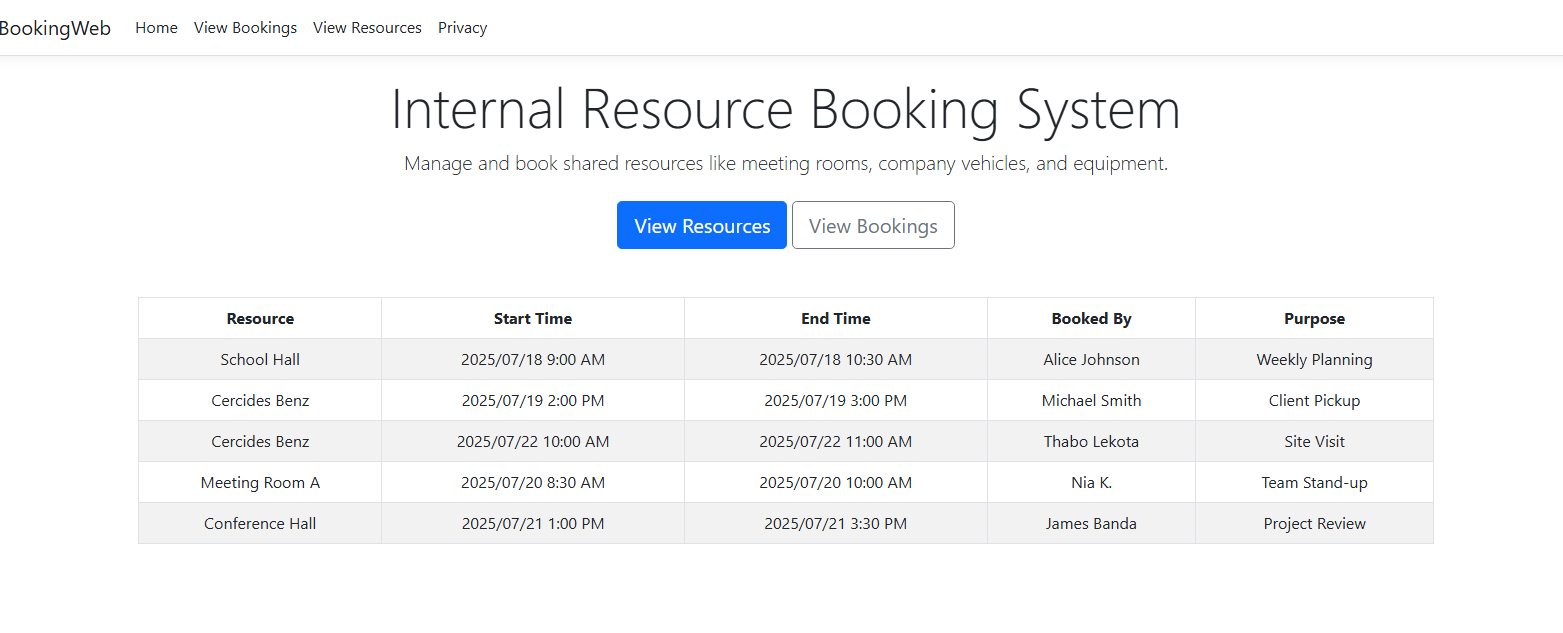 BookingWeb Home View Bookings View Resources Privacy
Internal Resource Booking System
Manage and book shared resources like meeting rooms, company vehicles, and equipment.
View Resources View Bookings
Resource Start Time End Time Booked By Purpose
School Hall 2025/07/18 9:00 AM 2025/07/18 10:30 AM Alice Johnson Weekly Planning
Cercides Benz 2025/07/19 2:00 PM 2025/07/19 3:00 PM Michael Smith Client Pickup
Cercides Benz 2025/07/22 10:00 AM 2025/07/22 11:00 AM Thabo Lekota Site Visit
Meeting Room A 2025/07/20 8:30 AM 2025/07/20 10:00 AM Nia K. Team Stand-up
Conference Hall 2025/07/21 1:00 PM 2025/07/21 3:30 PM James Banda Project Review